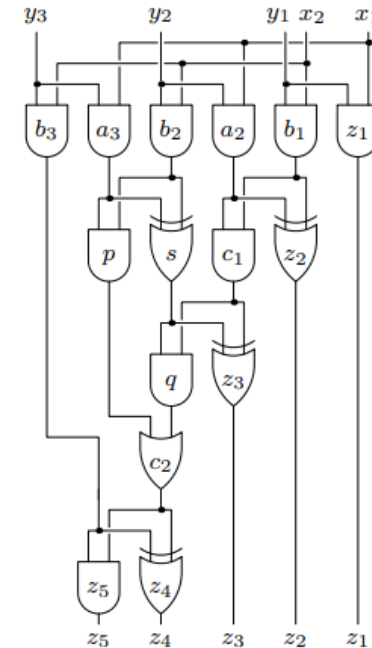 y₃ y₂ y₁ x₂ x₁
b₃ a₃ b₂ a₂ b₁ z₁
p s c₁ z₂
q z₃
c₂
z₅ z₄
z₅ z₄ z₃ z₂ z₁